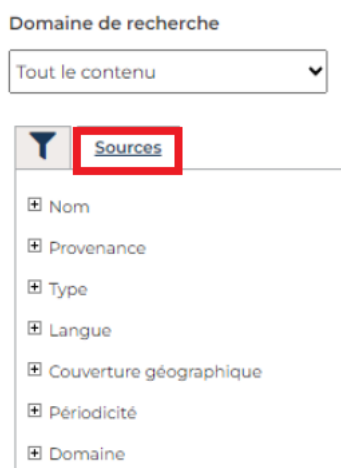 Domaine de recherche
Tout le contenu
Sources
Nom
Provenance
Type
Langue
Couverture géographique
Périodicité
Domaine